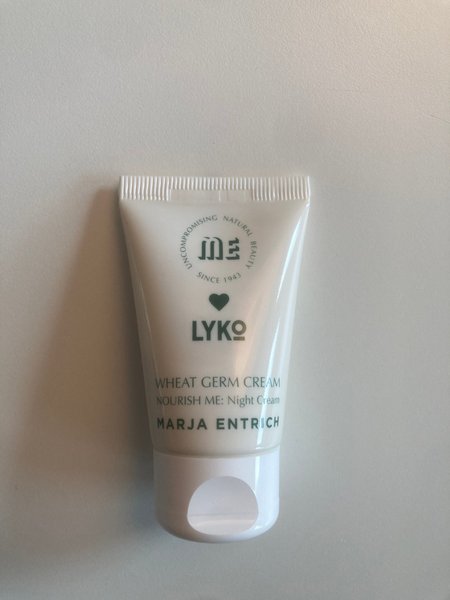 UNCOMPROMISING NATURAL BEAUTY
SINCE 1943
ME
LYKO
WHEAT GERM CREAM
NOURISH ME: Night Cream
MARJA ENTRICH